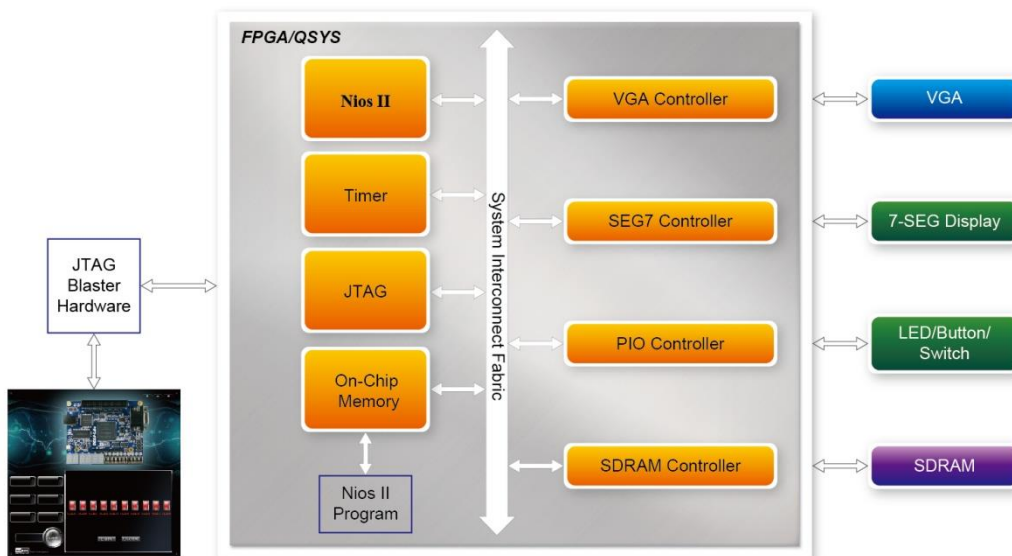 FPGA/QSYS
Nios II
Timer
JTAG
On-Chip
Memory
Nios II
Program
System Interconnect Fabric
VGA Controller
SEG7 Controller
PIO Controller
SDRAM Controller
VGA
7-SEG Display
LED/Button/
Switch
SDRAM
JTAG
Blaster
Hardware